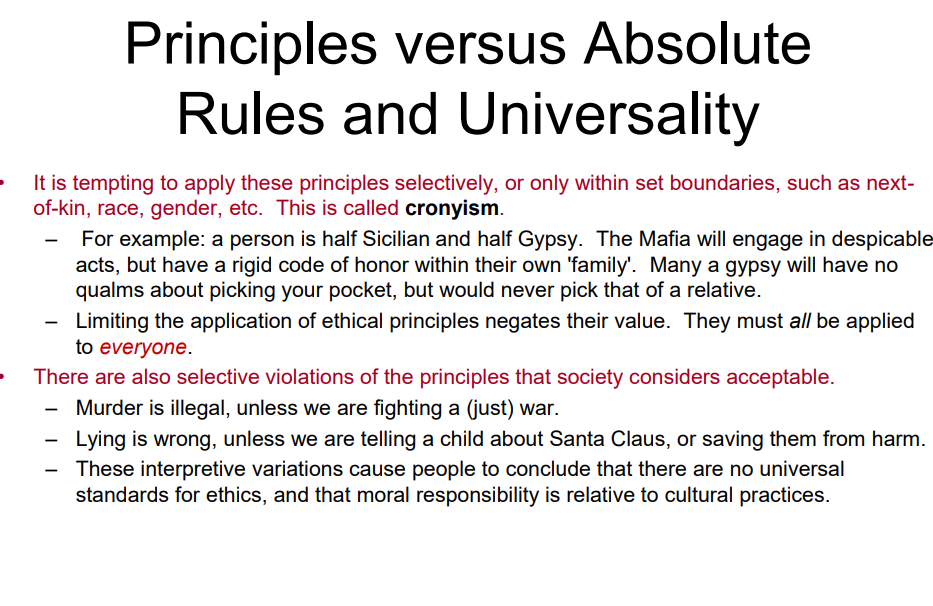 Principles versus Absolute
Rules and Universality
• It is tempting to apply these principles selectively, or only within set boundaries, such as next-
of-kin, race, gender, etc.  This is called cronyism.
– For example: a person is half Sicilian and half Gypsy.  The Mafia will engage in despicable
acts, but have a rigid code of honor within their own 'family'.  Many a gypsy will have no
qualms about picking your pocket, but would never pick that of a relative.
– Limiting the application of ethical principles negates their value.  They must all be applied
to everyone.
• There are also selective violations of the principles that society considers acceptable.
– Murder is illegal, unless we are fighting a (just) war.
– Lying is wrong, unless we are telling a child about Santa Claus, or saving them from harm.
– These interpretive variations cause people to conclude that there are no universal
standards for ethics, and that moral responsibility is relative to cultural practices.